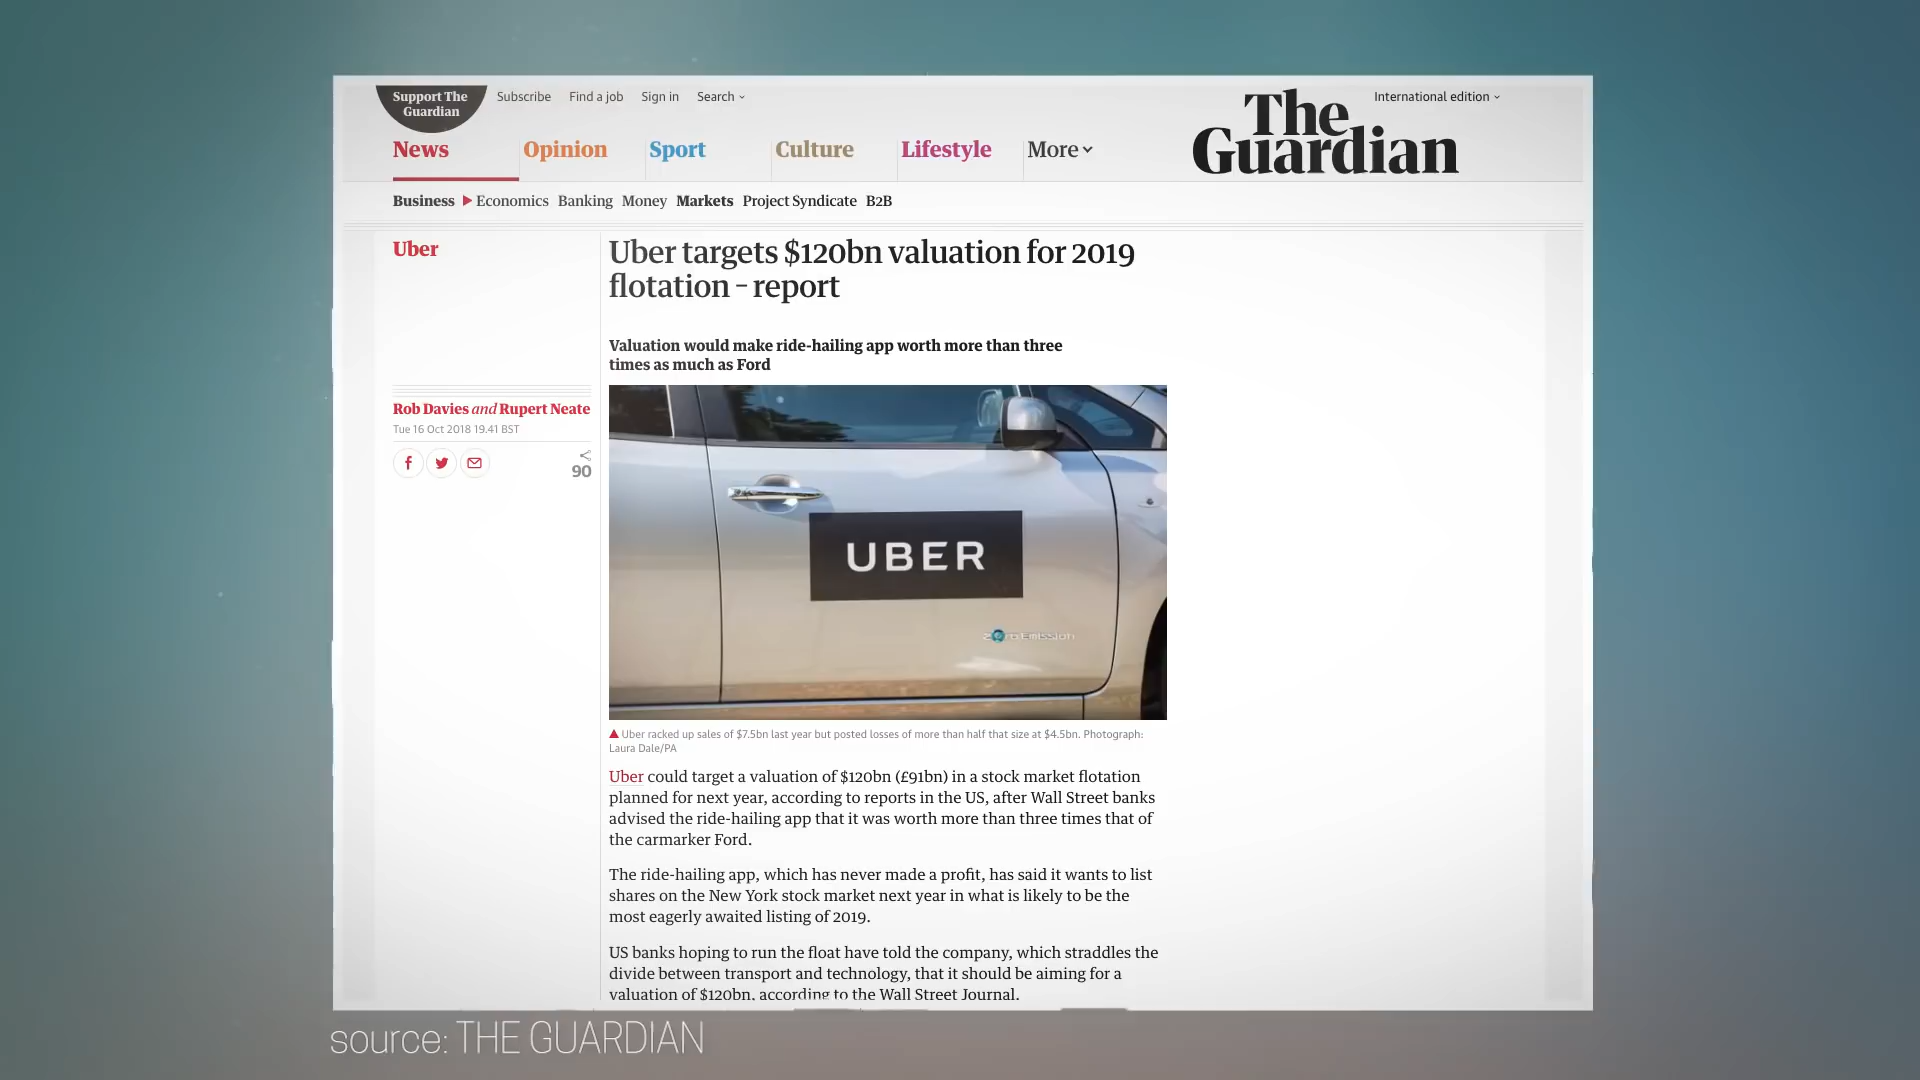 Support The
Guardian
Subscribe Find a job Sign in Search
International edition
The
Guardian
News Opinion Sport Culture Lifestyle More
Business Economics Banking Money Markets Project Syndicate B2B
Uber
Uber targets $120bn valuation for 2019
flotation – report
Valuation would make ride-hailing app worth more than three
times as much as Ford
Rob Davies and Rupert Neate
Tue 16 Oct 2018 19.41 BST
90
UBER
Zero Emission
Uber racked up sales of $7.5bn last year but posted losses of more than half that size at $4.5bn. Photograph:
Laura Dale/PA
Uber could target a valuation of $120bn (£91bn) in a stock market flotation
planned for next year, according to reports in the US, after Wall Street banks
advised the ride-hailing app that it was worth more than three times that of
the carmarker Ford.
The ride-hailing app, which has never made a profit, has said it wants to list
shares on the New York stock market next year in what is likely to be the
most eagerly awaited listing of 2019.
US banks hoping to run the float have told the company, which straddles the
divide between transport and technology, that it should be aiming for a
valuation of $120bn, according to the Wall Street Journal.
source: THE GUARDIAN